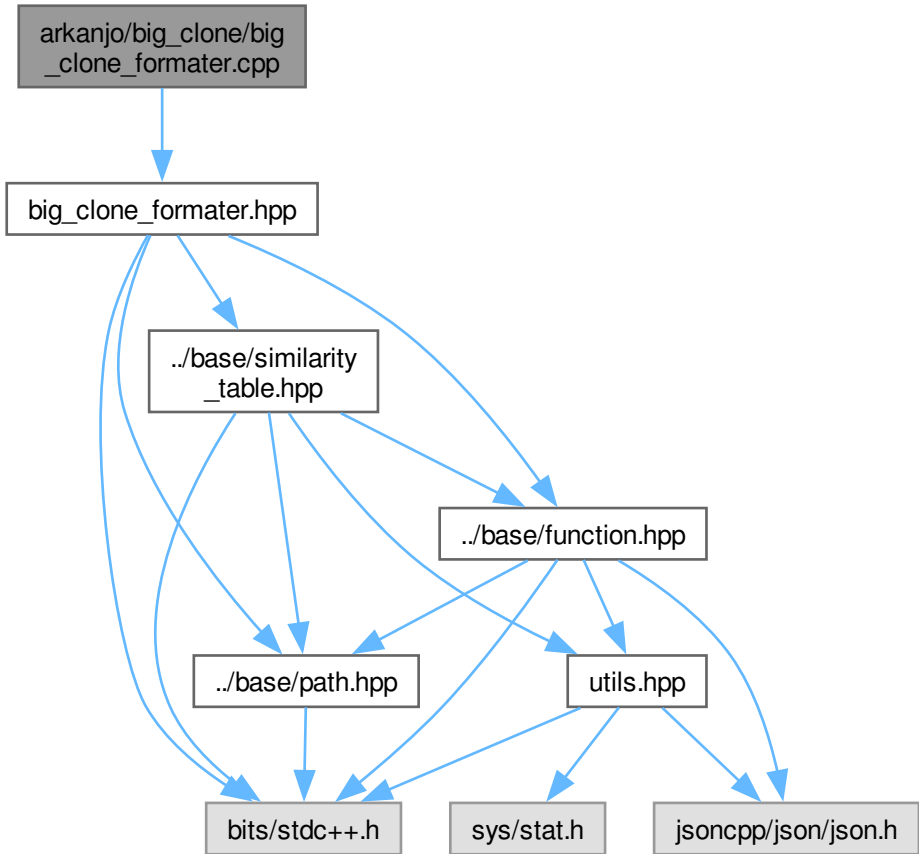 arkanjo/big_clone/big
_clone_formater.cpp
big_clone_formater.hpp
../base/similarity
_table.hpp
../base/function.hpp
../base/path.hpp
utils.hpp
bits/stdc++.h
sys/stat.h
jsoncpp/json/json.h